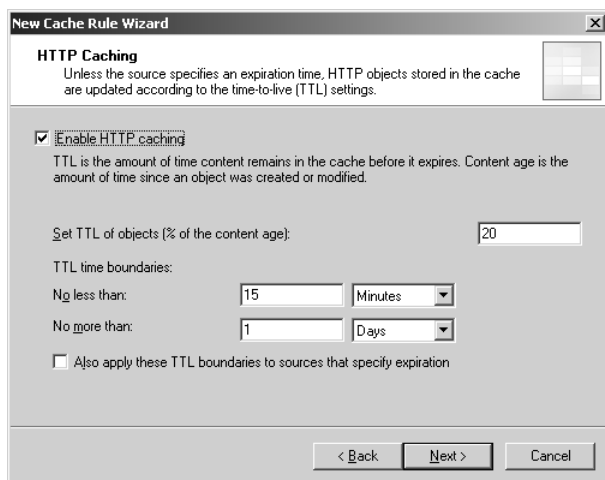 New Cache Rule Wizard
HTTP Caching
Unless the source specifies an expiration time, HTTP objects stored in the cache
are updated according to the time-to-live (TTL) settings.
Enable HTTP caching
TTL is the amount of time content remains in the cache before it expires. Content age is the
amount of time since an object was created or modified.
Set TTL of objects (% of the content age): 20
TTL time boundaries:
No less than: 15 Minutes
No more than: 1 Days
Also apply these TTL boundaries to sources that specify expiration
< Back Next > Cancel